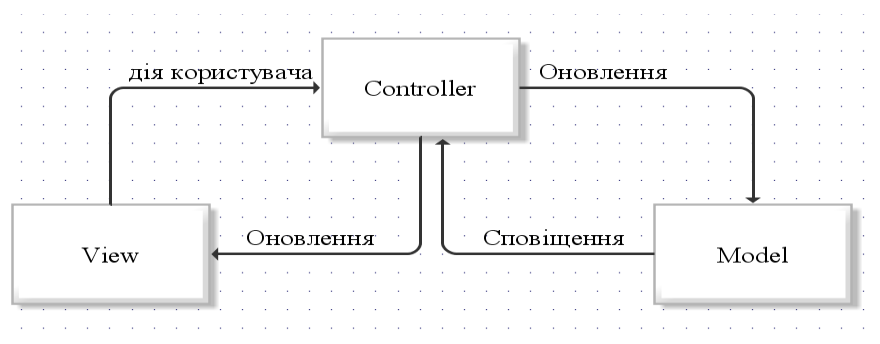 дія користувача
Controller
Оновлення
View
Оновлення
Сповіщення
Model